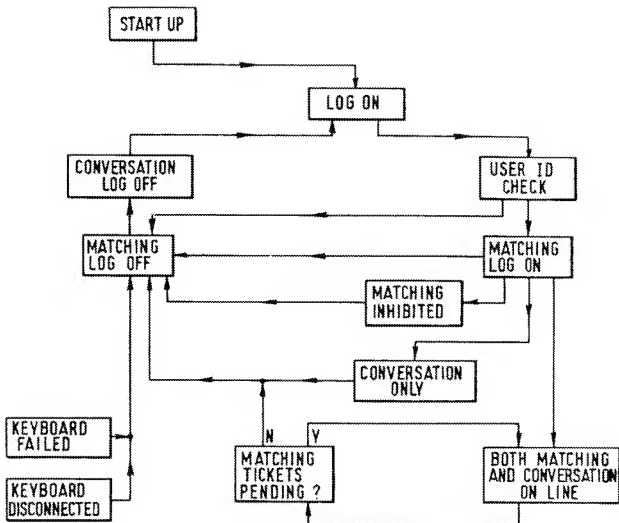 START UP
LOG ON
CONVERSATION
LOG OFF
USER ID
CHECK
MATCHING
LOG OFF
MATCHING
LOG ON
MATCHING
INHIBITED
CONVERSATION
ONLY
KEYBOARD
FAILED
N
Y
MATCHING
TICKETS
PENDING ?
BOTH MATCHING
AND CONVERSATION
ON LINE
KEYBOARD
DISCONNECTED